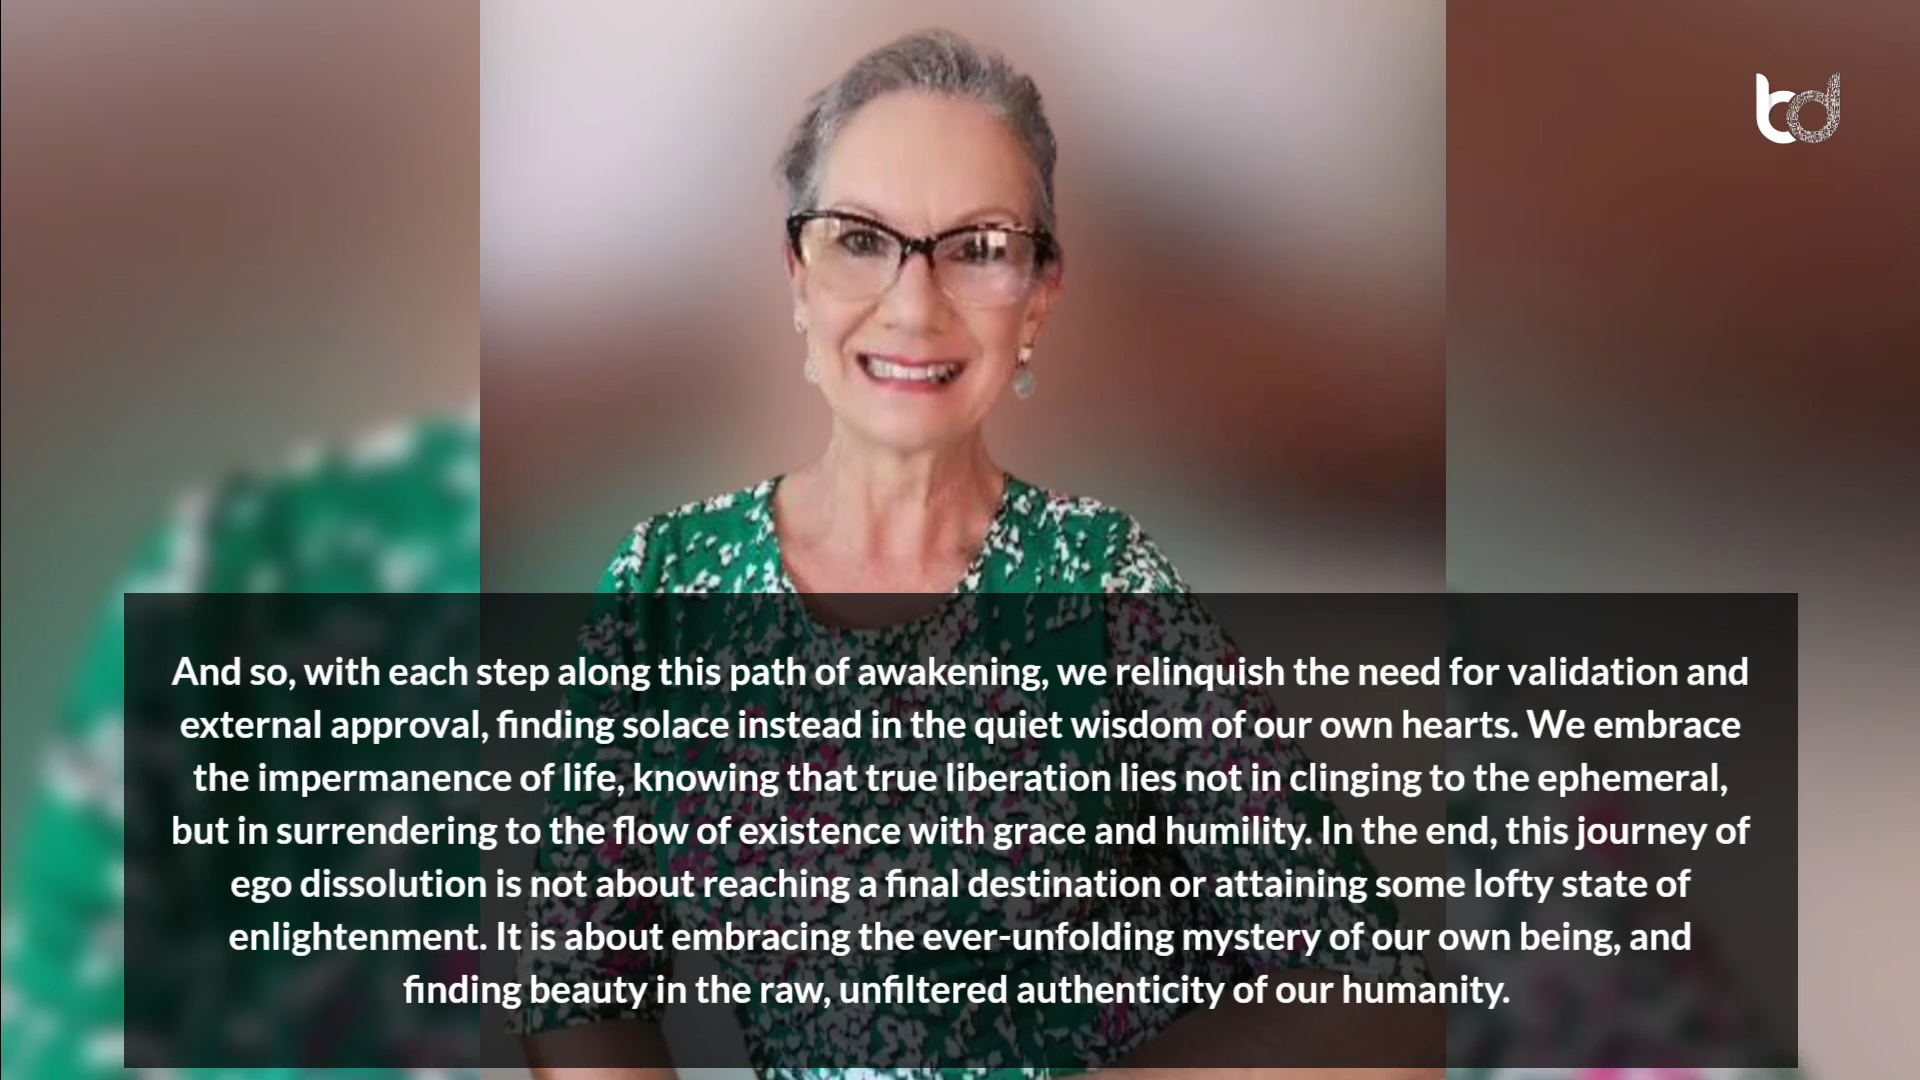 bd
And so, with each step along this path of awakening, we relinquish the need for validation and
external approval, finding solace instead in the quiet wisdom of our own hearts. We embrace
the impermanence of life, knowing that true liberation lies not in clinging to the ephemeral,
but in surrendering to the flow of existence with grace and humility. In the end, this journey of
ego dissolution is not about reaching a final destination or attaining some lofty state of
enlightenment. It is about embracing the ever-unfolding mystery of our own being, and
finding beauty in the raw, unfiltered authenticity of our humanity.